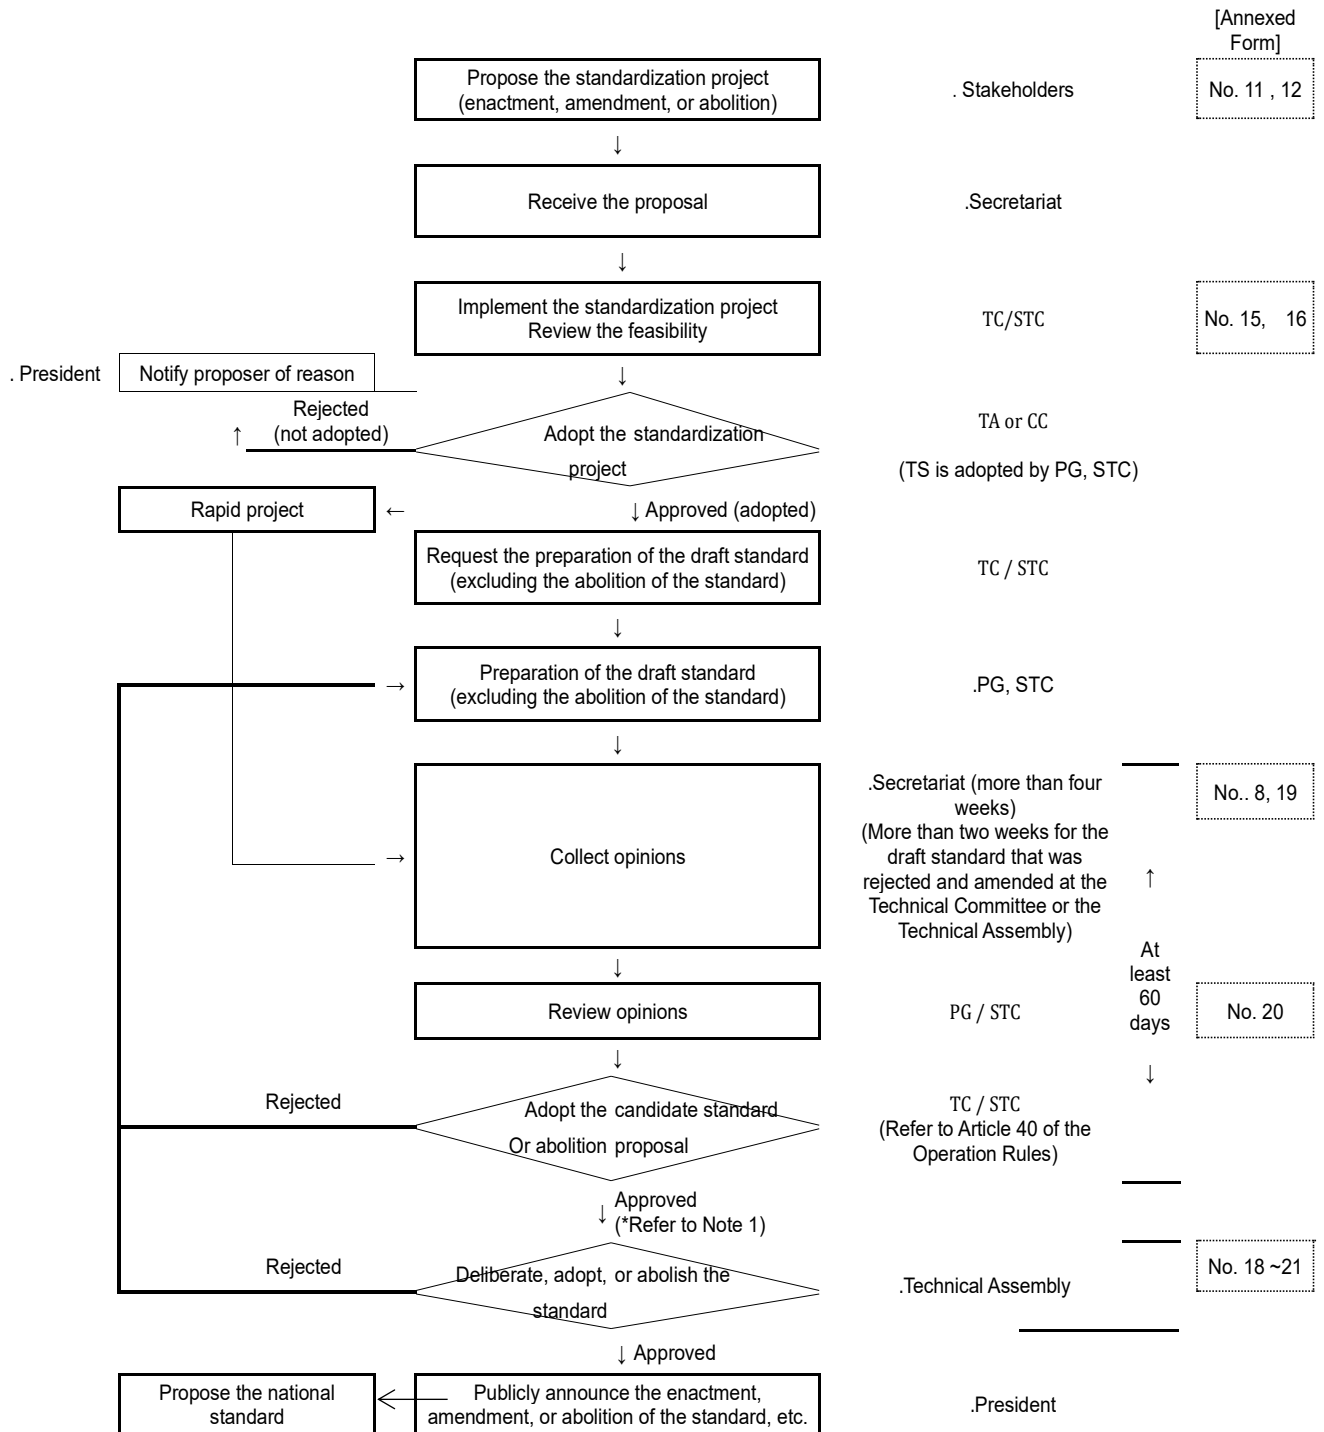 [Annexed
Form]
Propose the standardization project
(enactment, amendment, or abolition)
. Stakeholders
No. 11 , 12
↓
Receive the proposal
.Secretariat
↓
Implement the standardization project
Review the feasibility
TC/STC
No. 15, 16
. President
Notify proposer of reason
↓
Rejected
(not adopted)
↑
Adopt the standardization
project
TA or CC
(TS is adopted by PG, STC)
Rapid project
←
↓ Approved (adopted)
Request the preparation of the draft standard
(excluding the abolition of the standard)
TC / STC
↓
→
Preparation of the draft standard
(excluding the abolition of the standard)
.PG, STC
↓
→
Collect opinions
.Secretariat (more than four
weeks)
(More than two weeks for the
draft standard that was
rejected and amended at the
Technical Committee or the
Technical Assembly)
No.. 8, 19
↑
At
least
60
days
↓
↓
Review opinions
PG / STC
No. 20
↓
Rejected
Adopt the candidate standard
Or abolition proposal
TC / STC
(Refer to Article 40 of the
Operation Rules)
↓ Approved
(*Refer to Note 1)
Rejected
Deliberate, adopt, or abolish the
standard
.Technical Assembly
No. 18 ~21
↓ Approved
Propose the national
standard
Publicly announce the enactment,
amendment, or abolition of the standard, etc.
.President